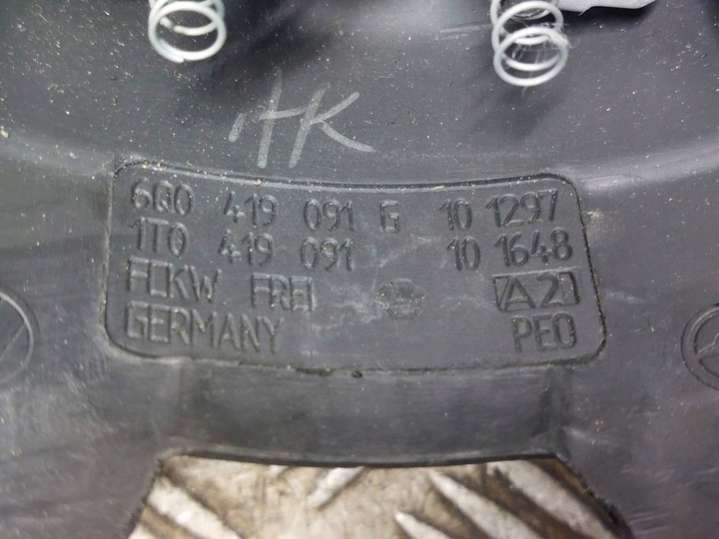 HK
6Q0 419 091 G 10 1297
1T0 419 091 10 1648
FCKW FREI A2
GERMANY PEO